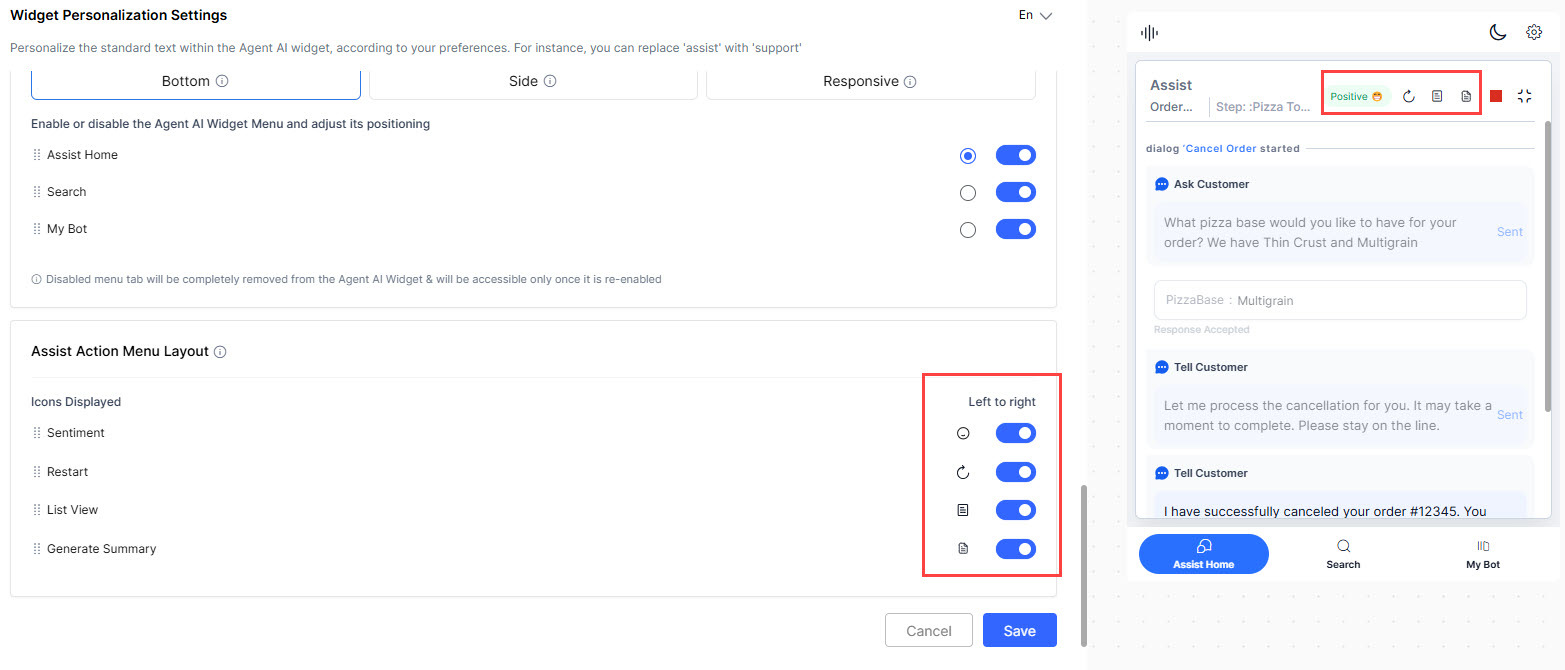 Widget Personalization Settings
En
Personalize the standard text within the Agent AI widget, according to your preferences. For instance, you can replace 'assist' with 'support'
Bottom
Side
Responsive
Enable or disable the Agent AI Widget Menu and adjust its positioning
Assist Home
Search
My Bot
Disabled menu tab will be completely removed from the Agent AI Widget & will be accessible only once it is re-enabled
Assist Action Menu Layout
Icons Displayed
Left to right
Sentiment
Restart
List View
Generate Summary
Cancel
Save
Assist
Positive
Order...
Step: :Pizza To...
dialog 'Cancel Order started
Ask Customer
What pizza base would you like to have for your
order? We have Thin Crust and Multigrain
Sent
PizzaBase : Multigrain
Response Accepted
Tell Customer
Let me process the cancellation for you. It may take a
moment to complete. Please stay on the line.
Sent
Tell Customer
I have successfully canceled your order #12345. You
Assist Home
Search
My Bot